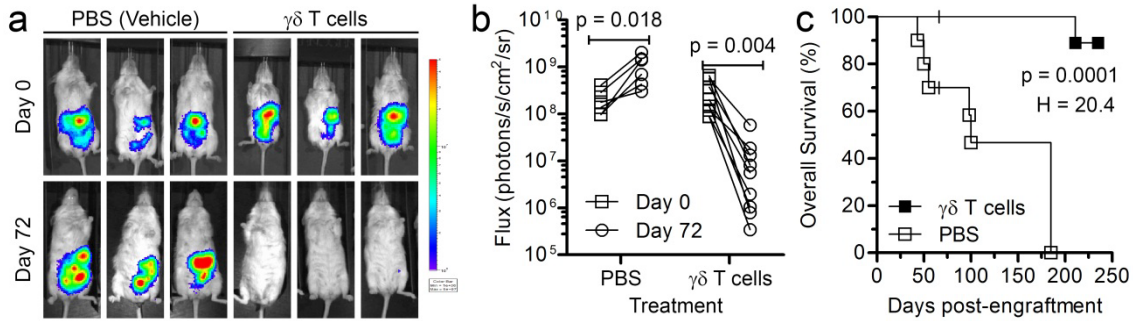 a
PBS (Vehicle)
γδ T cells
Day 0
Day 72
b
Flux (photons/s/cm²/sr)
10¹⁰
10⁹
10⁸
10⁷
10⁶
10⁵
p = 0.018
p = 0.004
Day 0
Day 72
PBS
γδ T cells
Treatment
c
Overall Survival (%)
100
80
60
40
20
0
p = 0.0001
H = 20.4
γδ T cells
PBS
0
50
100
150
200
250
Days post-engraftment